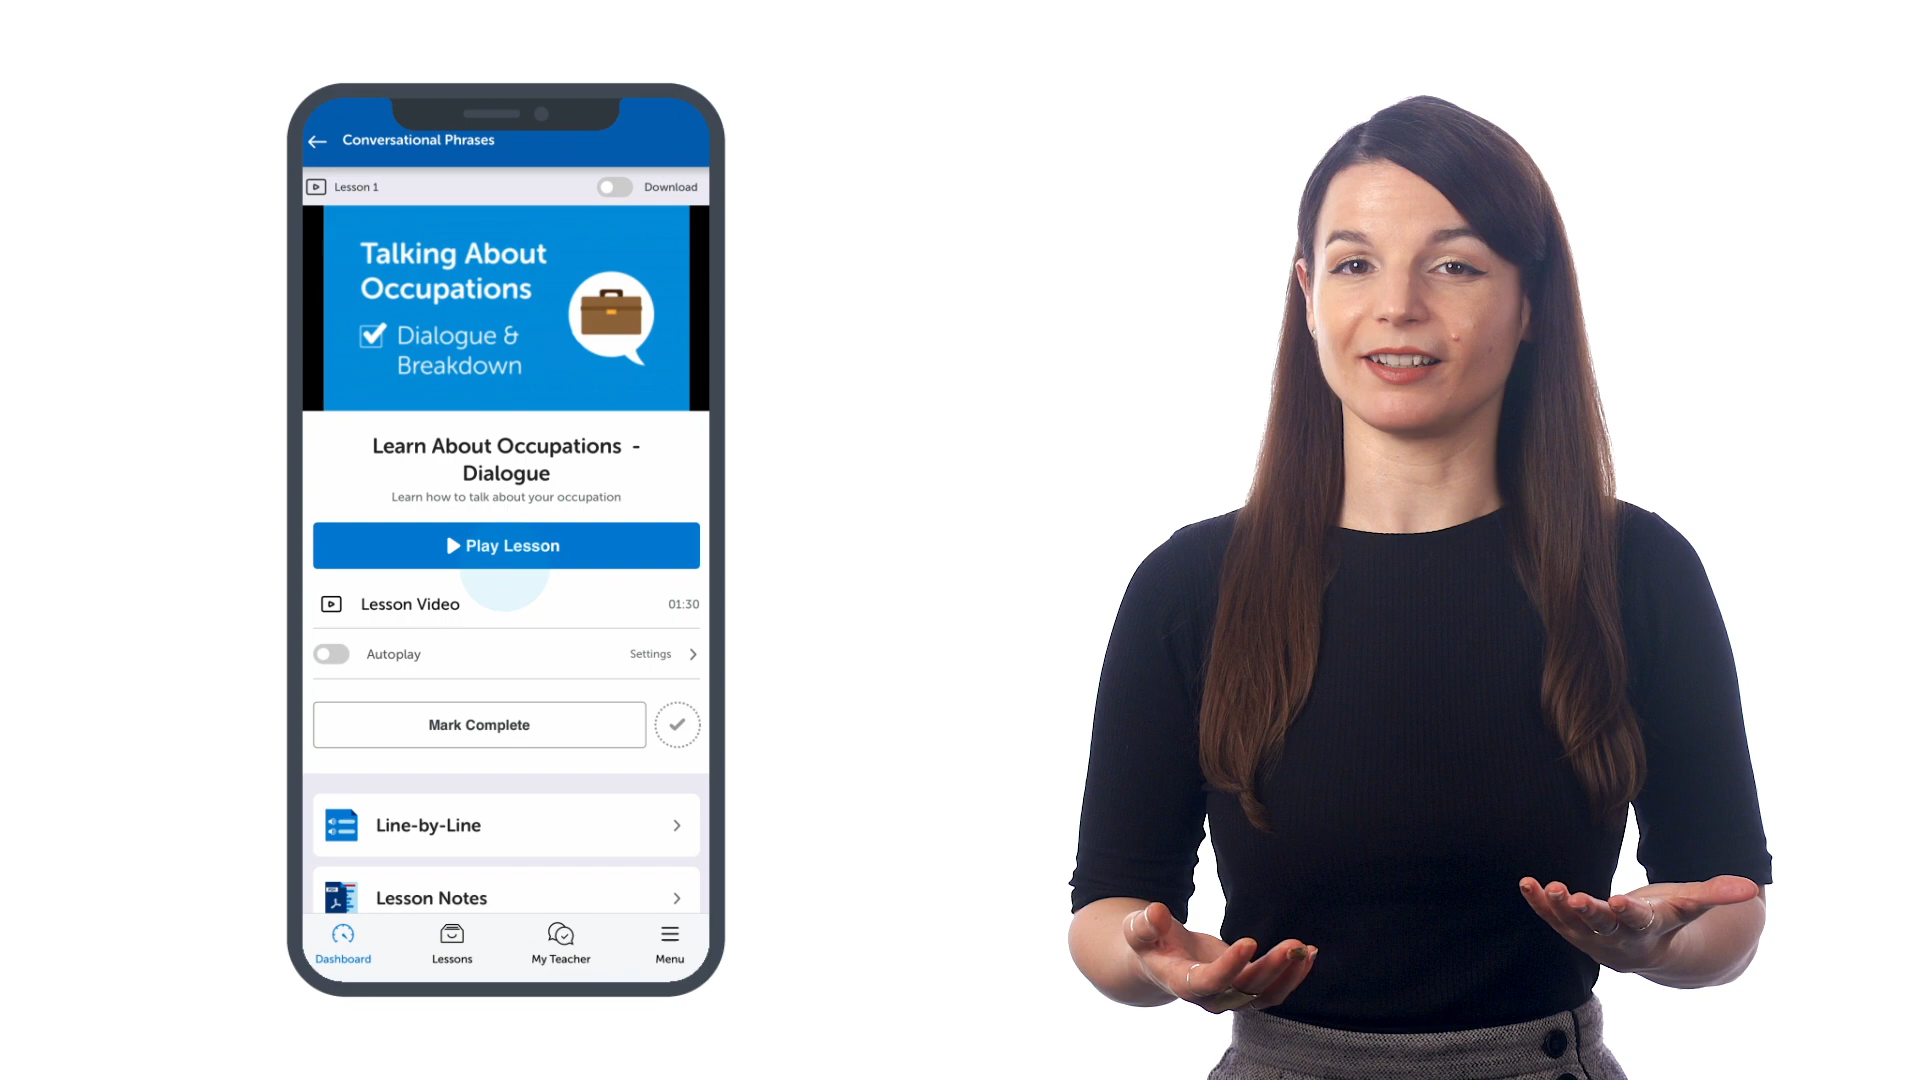 Conversational Phrases
Lesson 1
Download
Talking About
Occupations
Dialogue &
Breakdown
Learn About Occupations -
Dialogue
Learn how to talk about your occupation
Play Lesson
Lesson Video
01:30
Autoplay
Settings
Mark Complete
Line-by-Line
Lesson Notes
Dashboard
Lessons
My Teacher
Menu